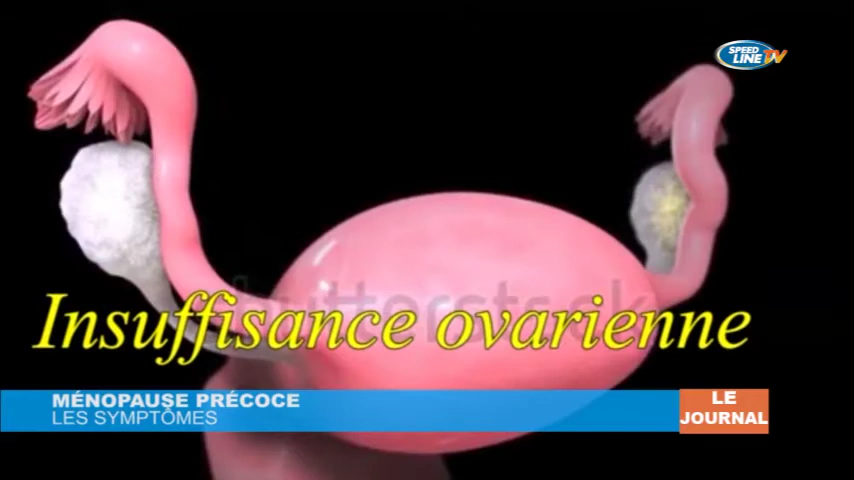 SPEED
LINE TV
Insuffisance ovarienne
MÉNOPAUSE PRÉCOCE
LES SYMPTÔMES
LE
JOURNAL